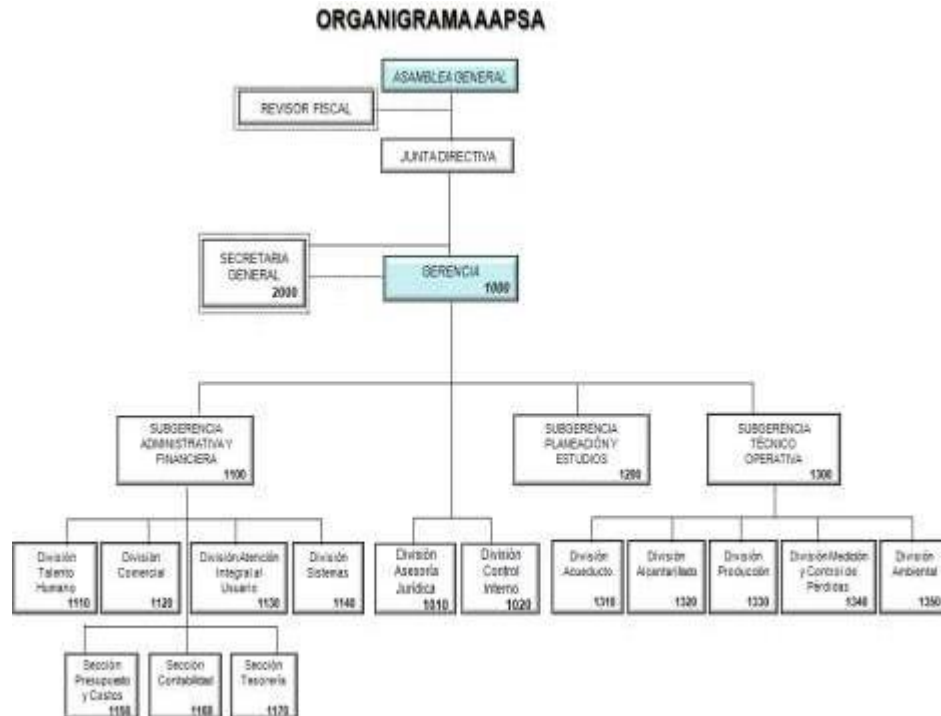 ORGANIGRAMA AAPSA
ASAMBLEA GENERAL
REVISOR FISCAL
JUNTA DIRECTIVA
SECRETARIA
GENERAL
2000
GERENCIA
1000
SUBGERENCIA
ADMINISTRATIVA Y
FINANCIERA
1100
SUBGERENCIA
PLANEACIÓN Y
ESTUDIOS
1200
SUBGERENCIA
TÉCNICO
OPERATIVA
1300
División
Talento
Humano
1110
División
Comercial
1120
División Atención
Integral al
Usuario
1130
División
Sistemas
1140
División
Asesoría
Jurídica
1010
División
Control
Interno
1020
División
Acueducto
1310
División
Alcantarillado
1320
División
Producción
1330
División Medición
y Control de
Pérdidas
1340
División
Ambiental
1350
Sección
Presupuesto
y Costos
1150
Sección
Contabilidad
1160
Sección
Tesorería
1170